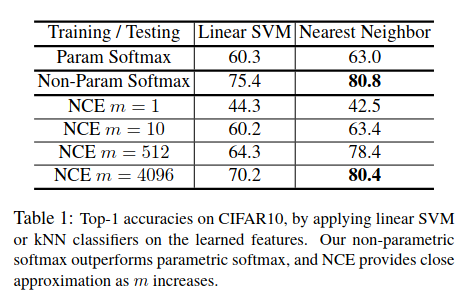 Training / Testing Linear SVM Nearest Neighbor
Param Softmax 60.3 63.0
Non-Param Softmax 75.4 80.8
NCE m = 1 44.3 42.5
NCE m = 10 60.2 63.4
NCE m = 512 64.3 78.4
NCE m = 4096 70.2 80.4
Table 1: Top-1 accuracies on CIFAR10, by applying linear SVM
or kNN classifiers on the learned features. Our non-parametric
softmax outperforms parametric softmax, and NCE provides close
approximation as m increases.